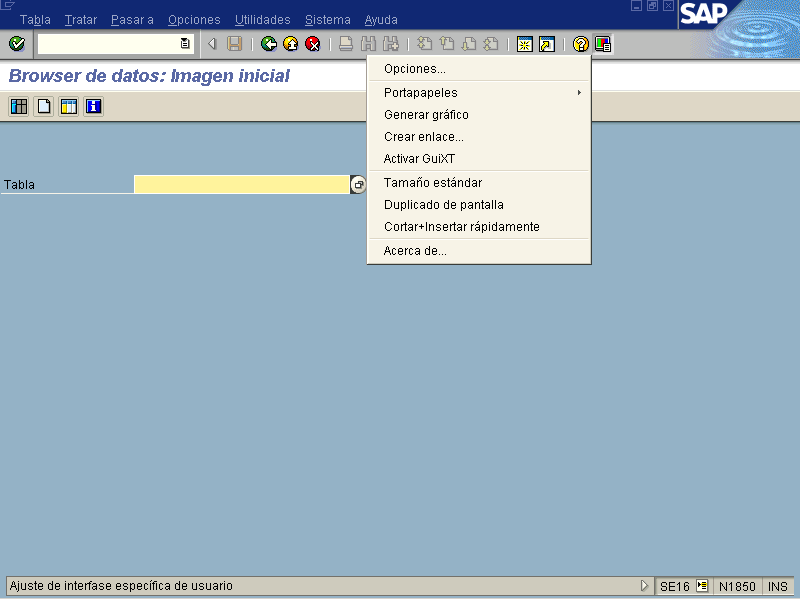 Tabla Tratar Pasar a Opciones Utilidades Sistema Ayuda
SAP
Browser de datos: Imagen inicial
Opciones...
Portapapeles
Generar gráfico
Crear enlace...
Activar GuiXT
Tabla
Tamaño estándar
Duplicado de pantalla
Cortar+Insertar rápidamente
Acerca de...
Ajuste de interfase específica de usuario SE16 N1850 INS